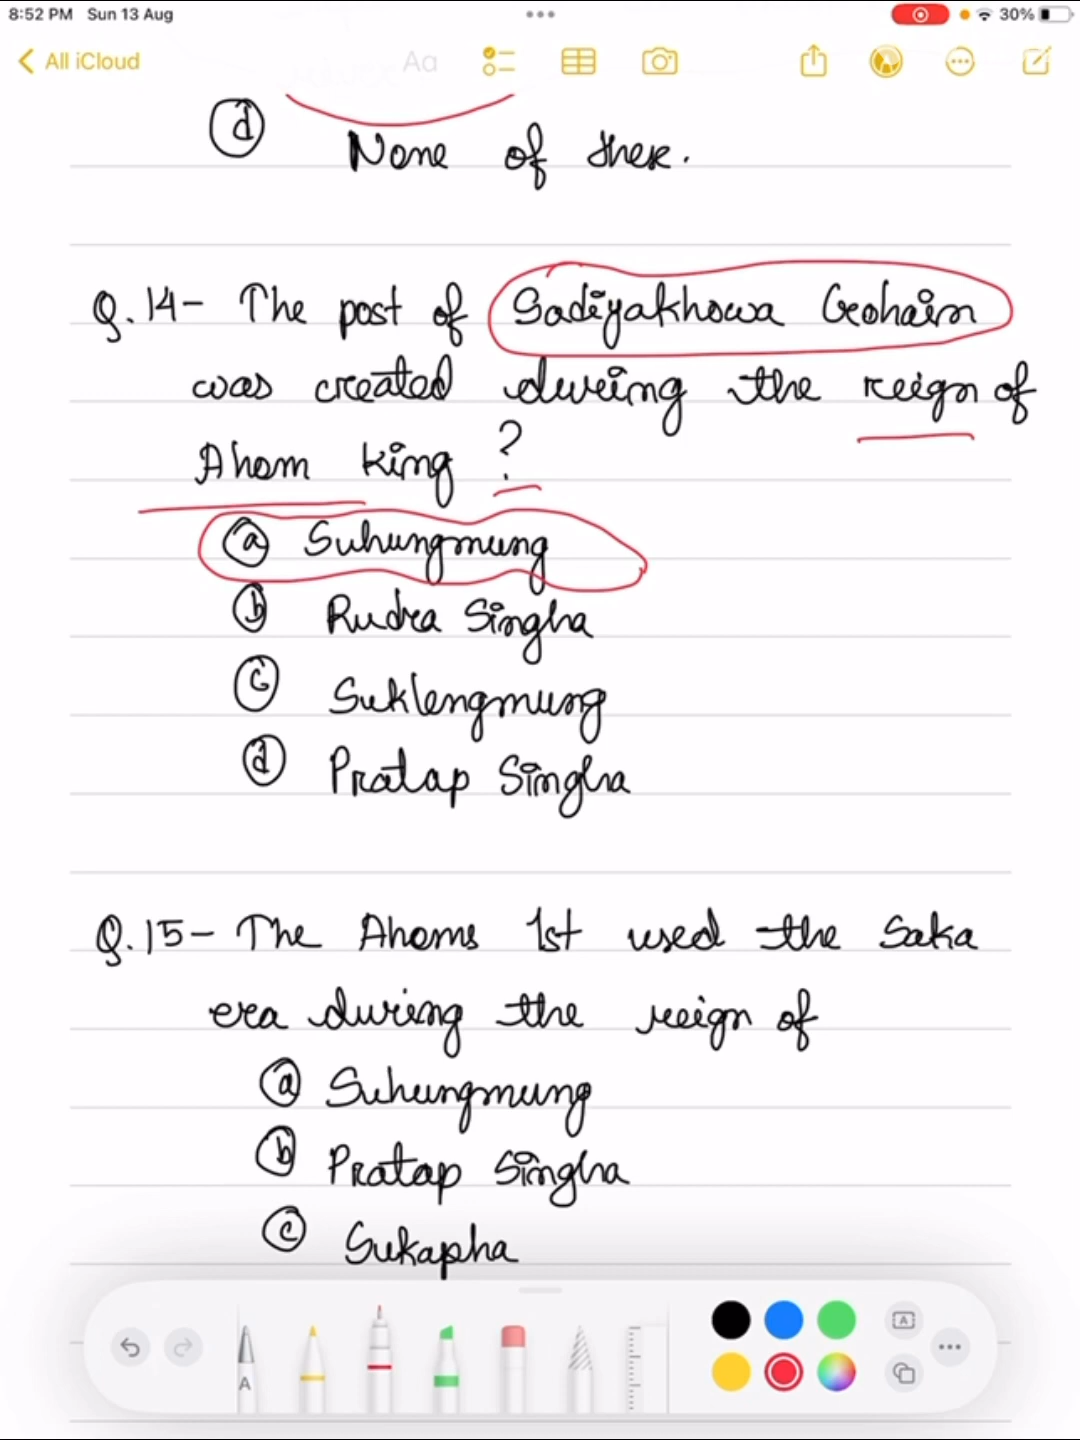 8:52 PM Sun 13 Aug
30%
All iCloud
Aa
d None of these.
Q.14- The post of Sadiyakhowa Gohain
was created during the reign of
Ahom king ?
a Suhungmung
b Rudra Singha
c Suklengmung
d Pratap Singha
Q.15- The Ahoms 1st used the Saka
era during the reign of
a Suhungmung
b Pratap Singha
c Sukapha
A
A